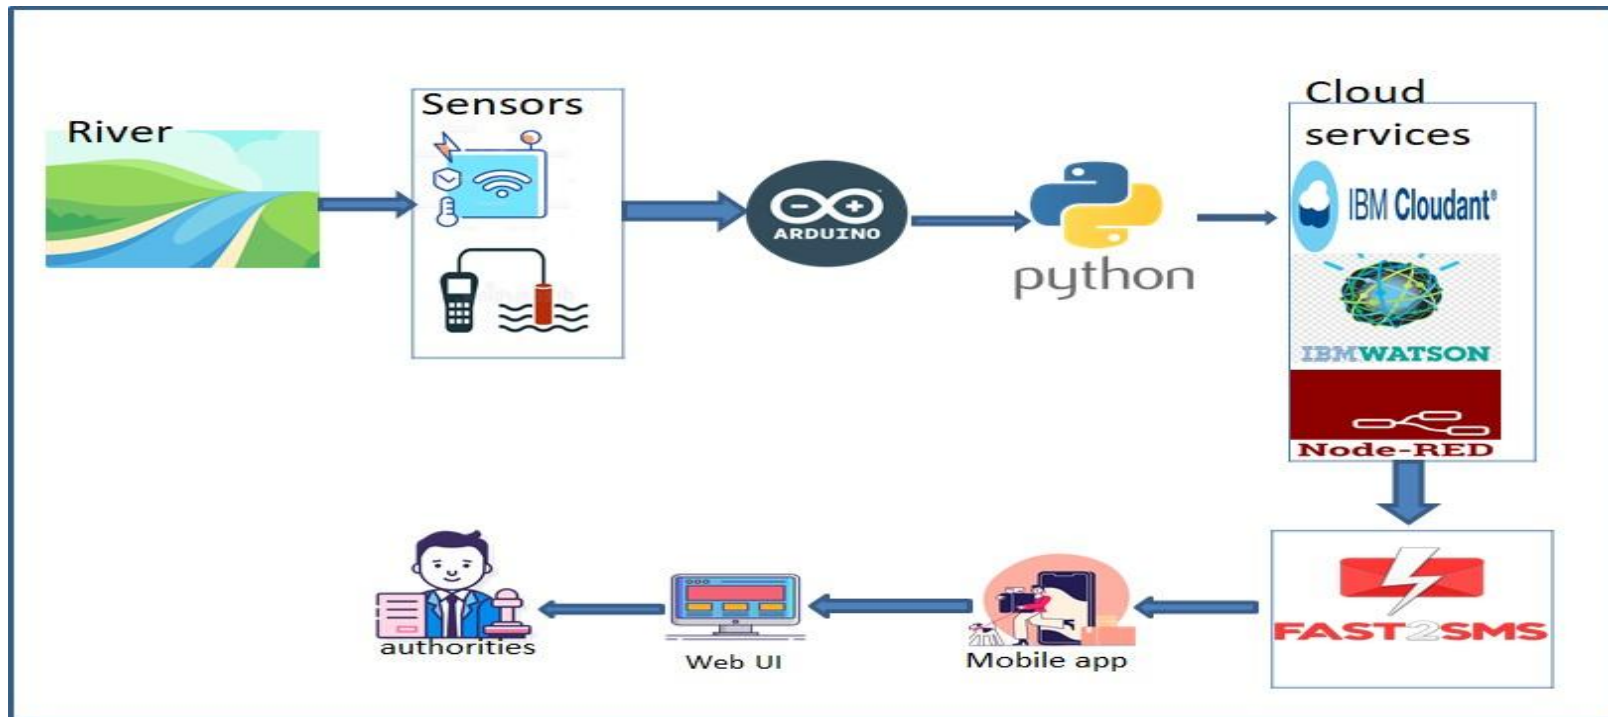 River
Sensors
ARDUINO
python
Cloud
services
IBM Cloudant®
IBMWATSON
Node-RED
FAST2SMS
Mobile app
Web UI
authorities